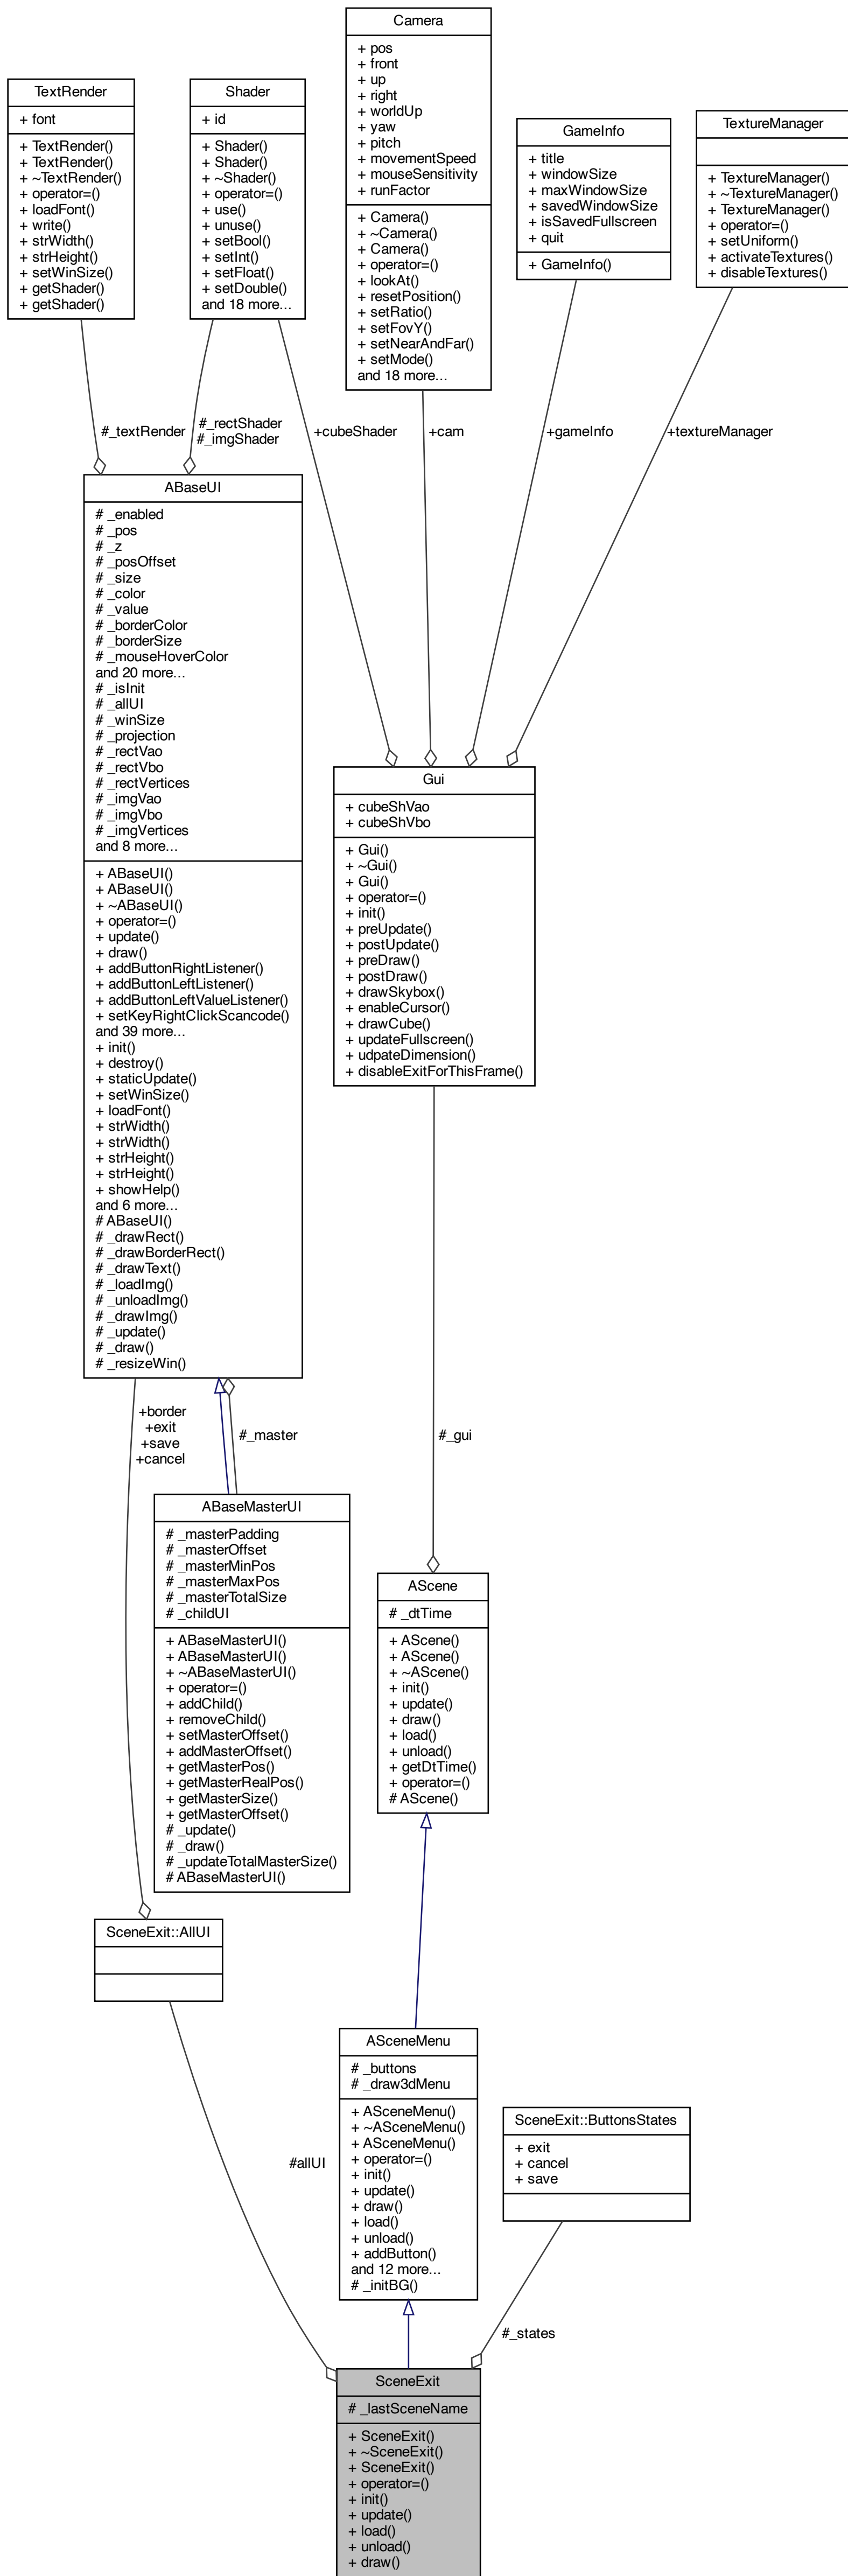 Camera
+ pos
+ front
+ up
+ right
+ worldUp
+ yaw
+ pitch
+ movementSpeed
+ mouseSensitivity
+ runFactor
+ Camera()
+ ~Camera()
+ Camera()
+ operator=()
+ lookAt()
+ resetPosition()
+ setRatio()
+ setFovY()
+ setNearAndFar()
+ setMode()
and 18 more...
TextRender
+ font
+ TextRender()
+ TextRender()
+ ~TextRender()
+ operator=()
+ loadFont()
+ write()
+ strWidth()
+ strHeight()
+ setWinSize()
+ getShader()
+ getShader()
Shader
+ id
+ Shader()
+ Shader()
+ ~Shader()
+ operator=()
+ use()
+ unuse()
+ setBool()
+ setInt()
+ setFloat()
+ setDouble()
and 18 more...
GameInfo
+ title
+ windowSize
+ maxWindowSize
+ savedWindowSize
+ isSavedFullscreen
+ quit
+ GameInfo()
TextureManager
+ TextureManager()
+ ~TextureManager()
+ TextureManager()
+ operator=()
+ setUniform()
+ activateTextures()
+ disableTextures()
#_textRender
#_rectShader
#_imgShader
+cubeShader
+cam
+gameInfo
+textureManager
ABaseUI
# _enabled
# _pos
# _z
# _posOffset
# _size
# _color
# _value
# _borderColor
# _borderSize
# _mouseHoverColor
and 20 more...
# _isInit
# _allUI
# _winSize
# _projection
# _rectVao
# _rectVbo
# _rectVertices
# _imgVao
# _imgVbo
# _imgVertices
and 8 more...
+ ABaseUI()
+ ABaseUI()
+ ~ABaseUI()
+ operator=()
+ update()
+ draw()
+ addButtonRightListener()
+ addButtonLeftListener()
+ addButtonLeftValueListener()
+ setKeyRightClickScancode()
and 39 more...
+ init()
+ destroy()
+ staticUpdate()
+ setWinSize()
+ loadFont()
+ strWidth()
+ strWidth()
+ strHeight()
+ strHeight()
+ showHelp()
and 6 more...
# ABaseUI()
# _drawRect()
# _drawBorderRect()
# _drawText()
# _loadImg()
# _unloadImg()
# _drawImg()
# _update()
# _draw()
# _resizeWin()
Gui
+ cubeShVao
+ cubeShVbo
+ Gui()
+ ~Gui()
+ Gui()
+ operator=()
+ init()
+ preUpdate()
+ postUpdate()
+ preDraw()
+ postDraw()
+ drawSkybox()
+ enableCursor()
+ drawCube()
+ updateFullscreen()
+ udpateDimension()
+ disableExitForThisFrame()
+border
+exit
+save
+cancel
#_master
#_gui
ABaseMasterUI
# _masterPadding
# _masterOffset
# _masterMinPos
# _masterMaxPos
# _masterTotalSize
# _childUI
+ ABaseMasterUI()
+ ABaseMasterUI()
+ ~ABaseMasterUI()
+ operator=()
+ addChild()
+ removeChild()
+ setMasterOffset()
+ addMasterOffset()
+ getMasterPos()
+ getMasterRealPos()
+ getMasterSize()
+ getMasterOffset()
# _update()
# _draw()
# _updateTotalMasterSize()
# ABaseMasterUI()
AScene
# _dtTime
+ AScene()
+ AScene()
+ ~AScene()
+ init()
+ update()
+ draw()
+ load()
+ unload()
+ getDtTime()
+ operator=()
# AScene()
SceneExit::AllUI
ASceneMenu
# _buttons
# _draw3dMenu
+ ASceneMenu()
+ ~ASceneMenu()
+ ASceneMenu()
+ operator=()
+ init()
+ update()
+ draw()
+ load()
+ unload()
+ addButton()
and 12 more...
# _initBG()
SceneExit::ButtonsStates
+ exit
+ cancel
+ save
#allUI
#_states
SceneExit
# _lastSceneName
+ SceneExit()
+ ~SceneExit()
+ SceneExit()
+ operator=()
+ init()
+ update()
+ load()
+ unload()
+ draw()